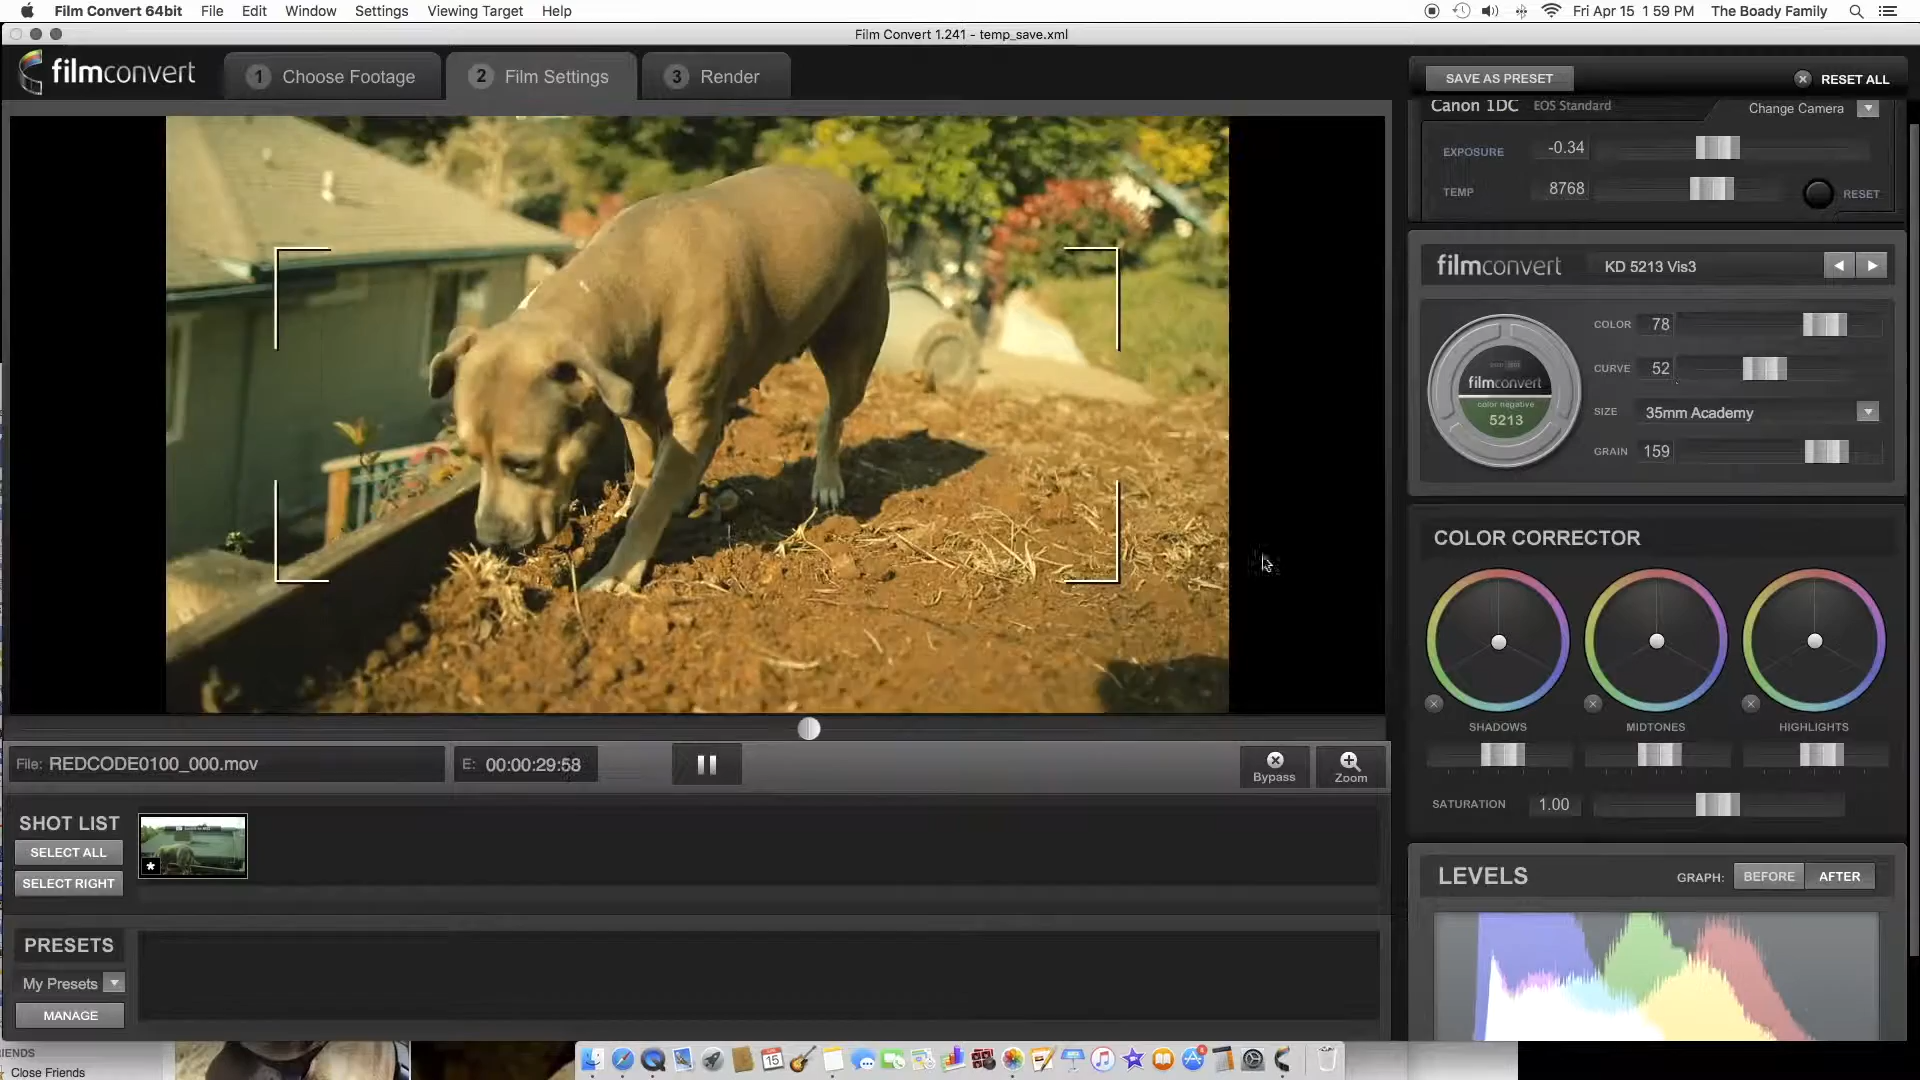 Film Convert 64bit File Edit Window Settings Viewing Target Help Fri Apr 15 1:59 PM The Boady Family
Film Convert 1.241 - temp_save.xml
filmconvert 1 Choose Footage 2 Film Settings 3 Render
SAVE AS PRESET RESET ALL
Canon 1DC EOS Standard Change Camera
EXPOSURE -0.34
TEMP 8768 RESET
filmconvert KD 5213 Vis3
COLOR 78
CURVE 52
SIZE 35mm Academy
GRAIN 159
filmconvert
color negative
5213
COLOR CORRECTOR
SHADOWS MIDTONES HIGHLIGHTS
SATURATION 1.00
File: REDCODE0100_000.mov E: 00:00:29:58 Bypass Zoom
SHOT LIST
SELECT ALL
SELECT RIGHT
LEVELS GRAPH: BEFORE AFTER
PRESETS
My Presets
MANAGE
IENDS
Close Friends
15